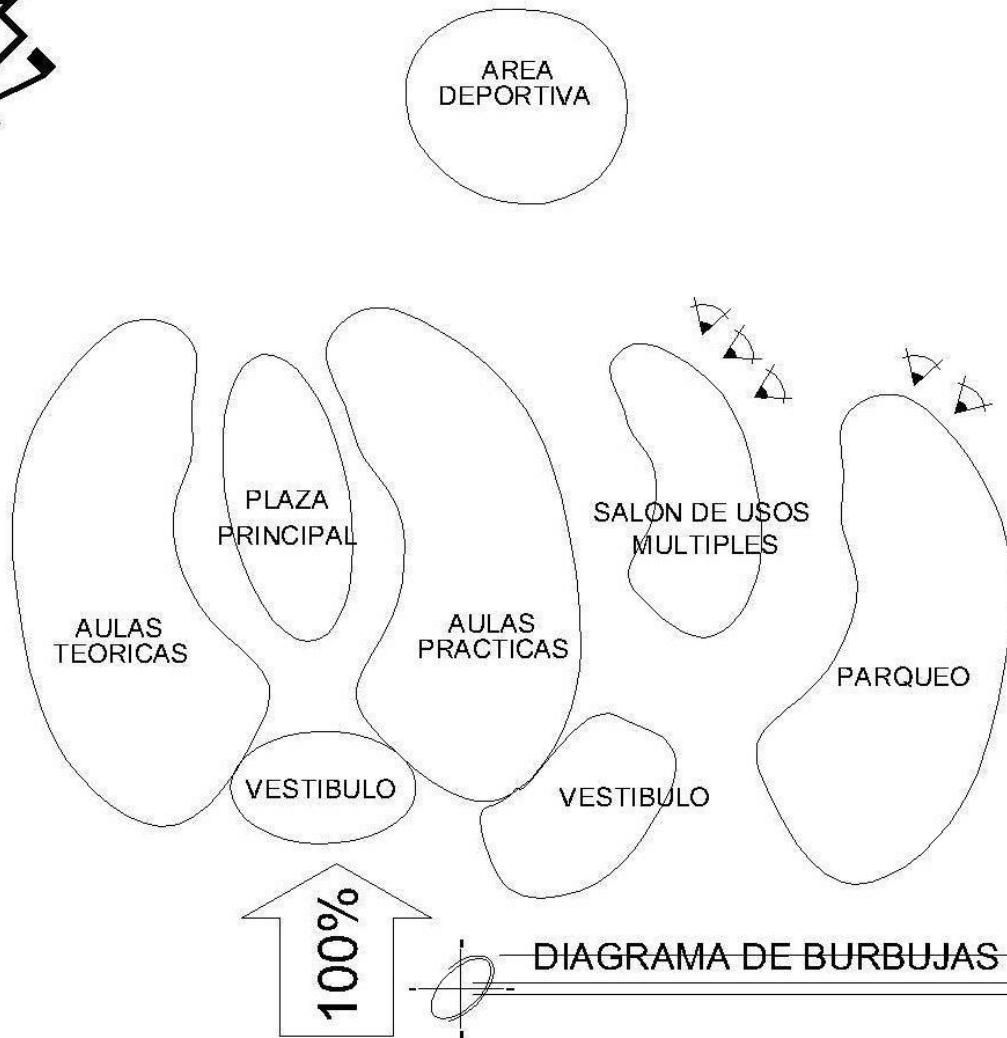 AREA
DEPORTIVA
PLAZA
PRINCIPAL
SALON DE USOS
MULTIPLES
AULAS
TEORICAS
AULAS
PRACTICAS
PARQUEO
VESTIBULO
VESTIBULO
100%
DIAGRAMA DE BURBUJAS